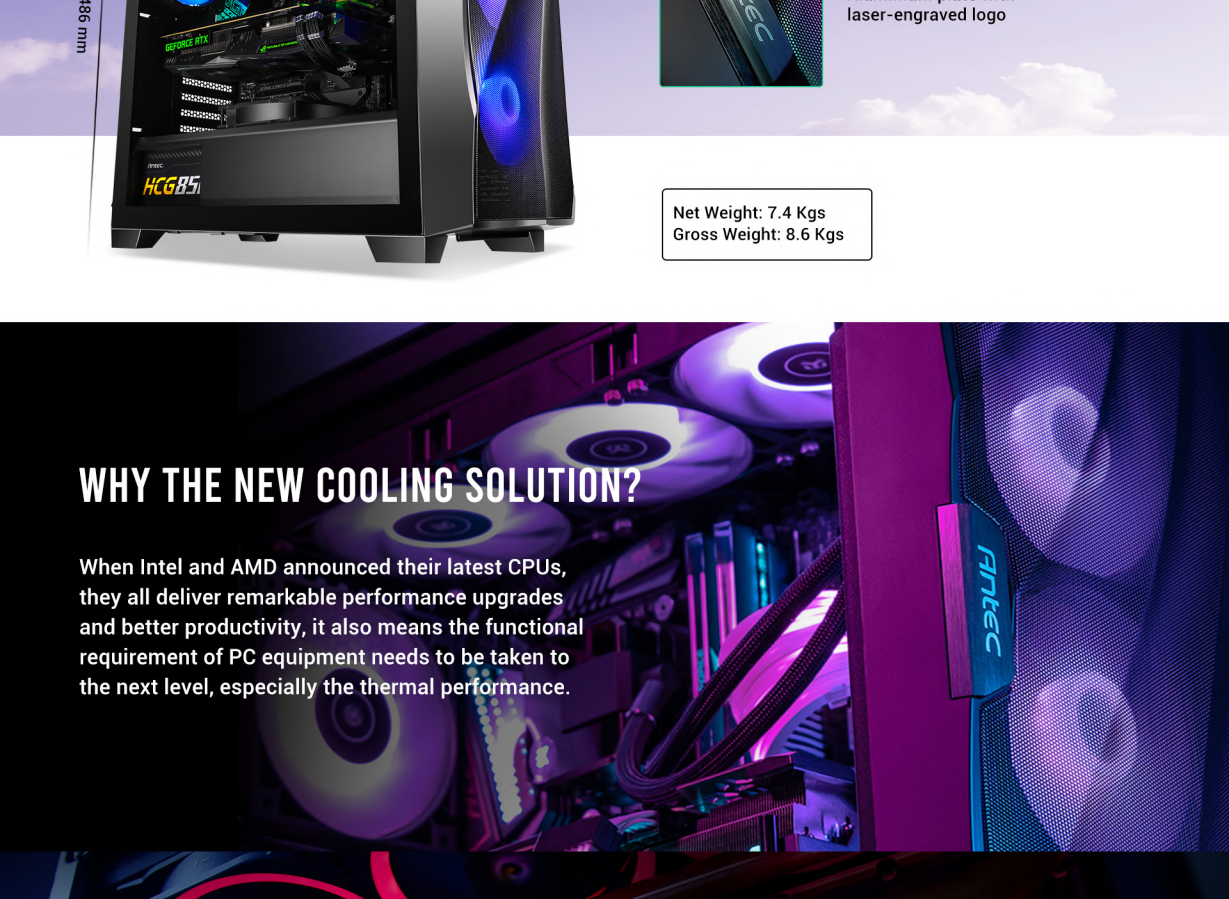 486 mm
GEFORCE RTX
laser-engraved logo
Antec
HCG85
Net Weight: 7.4 Kgs
Gross Weight: 8.6 Kgs
WHY THE NEW COOLING SOLUTION?
When Intel and AMD announced their latest CPUs,
they all deliver remarkable performance upgrades
and better productivity, it also means the functional
requirement of PC equipment needs to be taken to
the next level, especially the thermal performance.
Antec